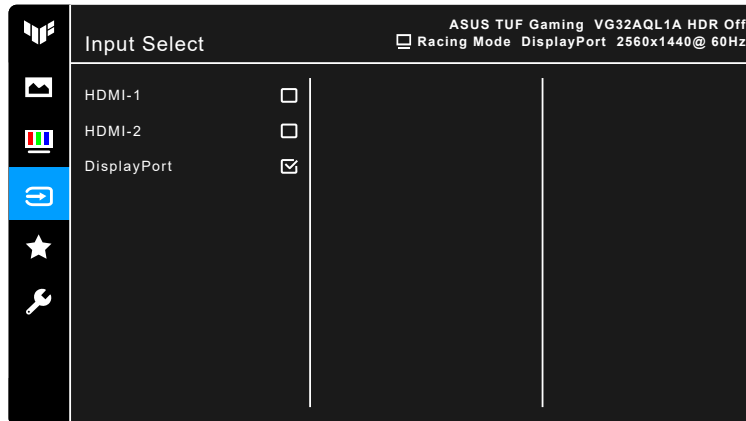 ASUS TUF Gaming VG32AQL1A HDR Off
Input Select
Racing Mode DisplayPort 2560x1440@ 60Hz
HDMI-1
HDMI-2
DisplayPort